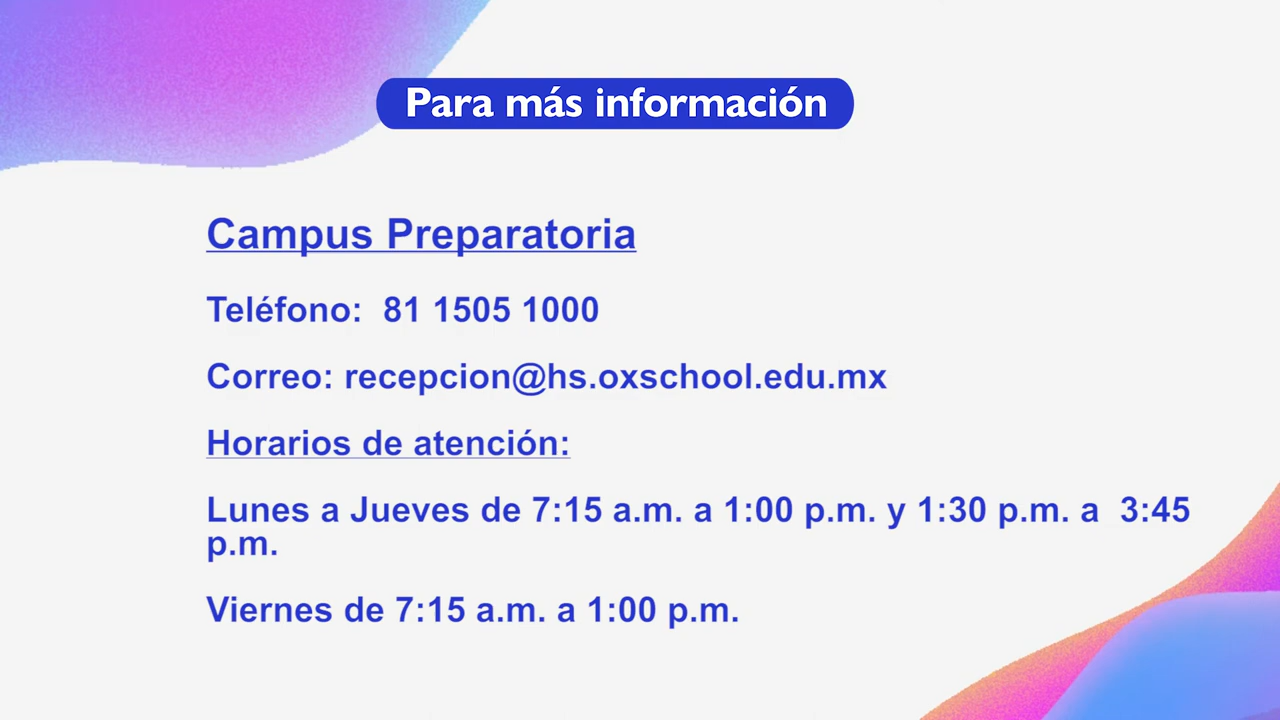 Para más información
Campus Preparatoria
Teléfono:  81 1505 1000
Correo: recepcion@hs.oxschool.edu.mx
Horarios de atención:
Lunes a Jueves de 7:15 a.m. a 1:00 p.m. y 1:30 p.m. a  3:45
p.m.
Viernes de 7:15 a.m. a 1:00 p.m.